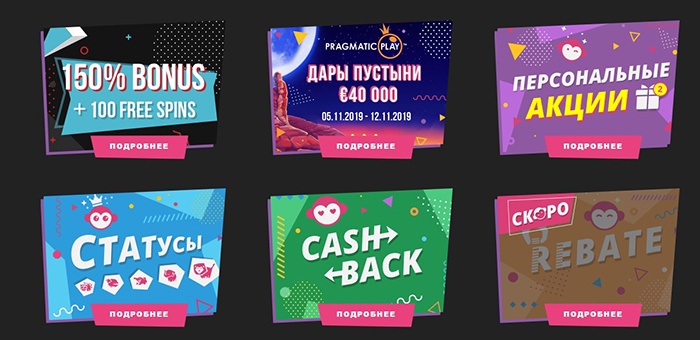 150% BONUS
+ 100 FREE SPINS
ПОДРОБНЕЕ
PRAGMATIC PLAY™
ДАРЫ ПУСТЫНИ
€40 000
05.11.2019 - 12.11.2019
ПОДРОБНЕЕ
ПЕРСОНАЛЬНЫЕ
АКЦИИ
2
ПОДРОБНЕЕ
СТАТУСЫ
ПОДРОБНЕЕ
CASH
BACK
ПОДРОБНЕЕ
СКОРО
REBATE
ПОДРОБНЕЕ